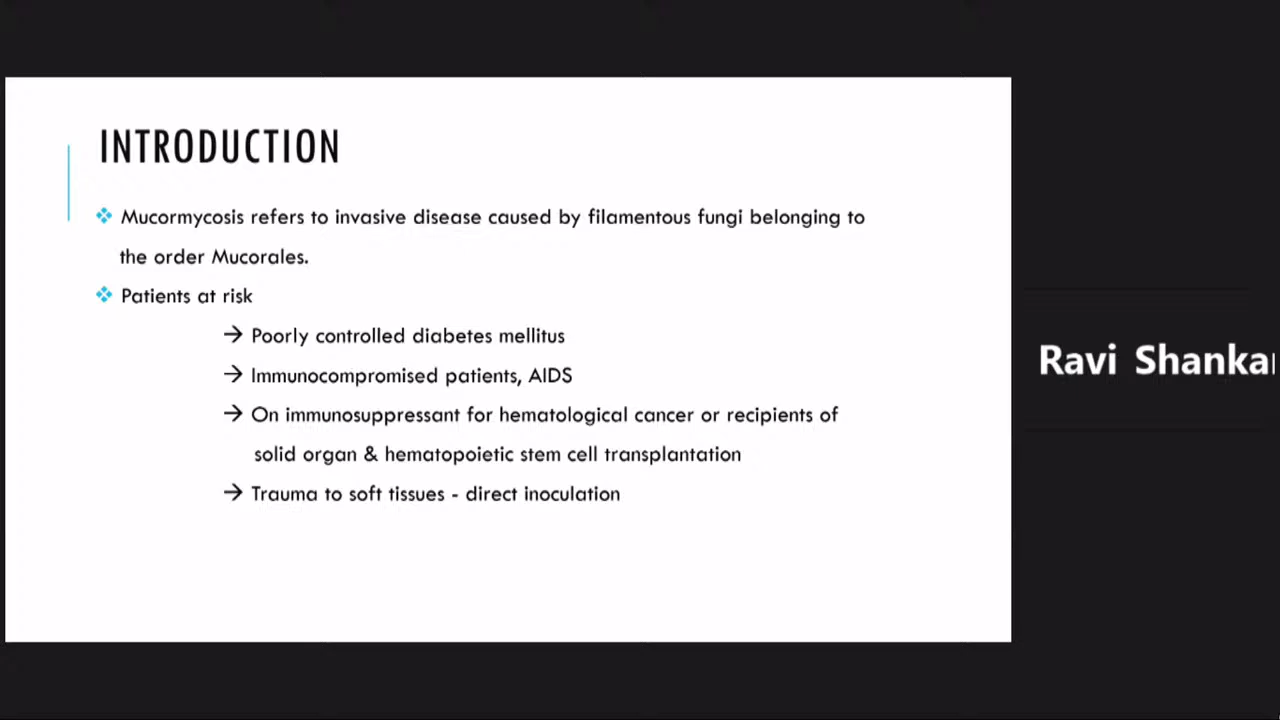 INTRODUCTION
❖ Mucormycosis refers to invasive disease caused by filamentous fungi belonging to
the order Mucorales.
❖ Patients at risk
→ Poorly controlled diabetes mellitus
→ Immunocompromised patients, AIDS
→ On immunosuppressant for hematological cancer or recipients of
solid organ & hematopoietic stem cell transplantation
→ Trauma to soft tissues - direct inoculation
Ravi Shankar